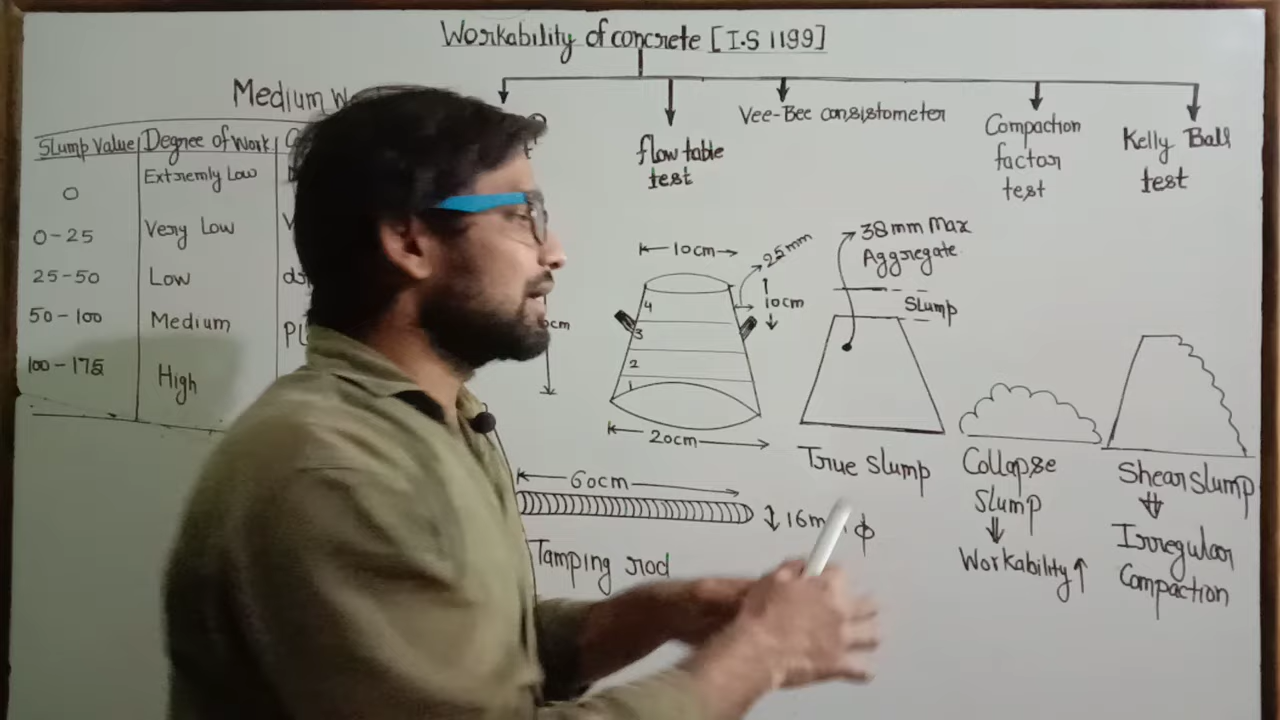 Workability of concrete [I.S 1199]
Medium
Slump Value Degree of Work
0 Extremly Low
0-25 Very Low
25-50 Low
50-100 Medium
100-175 High
flow table
test
Vee-Bee consistometer
Compaction
factor
test
Kelly Ball
test
10cm
25mm
10cm
4
3
2
1
20cm
38mm Max
Aggregate
Slump
True Slump
Collapse
Slump
Workability ↑
Shear Slump
Irregular
Compaction
60cm
Tamping rod
ϕ